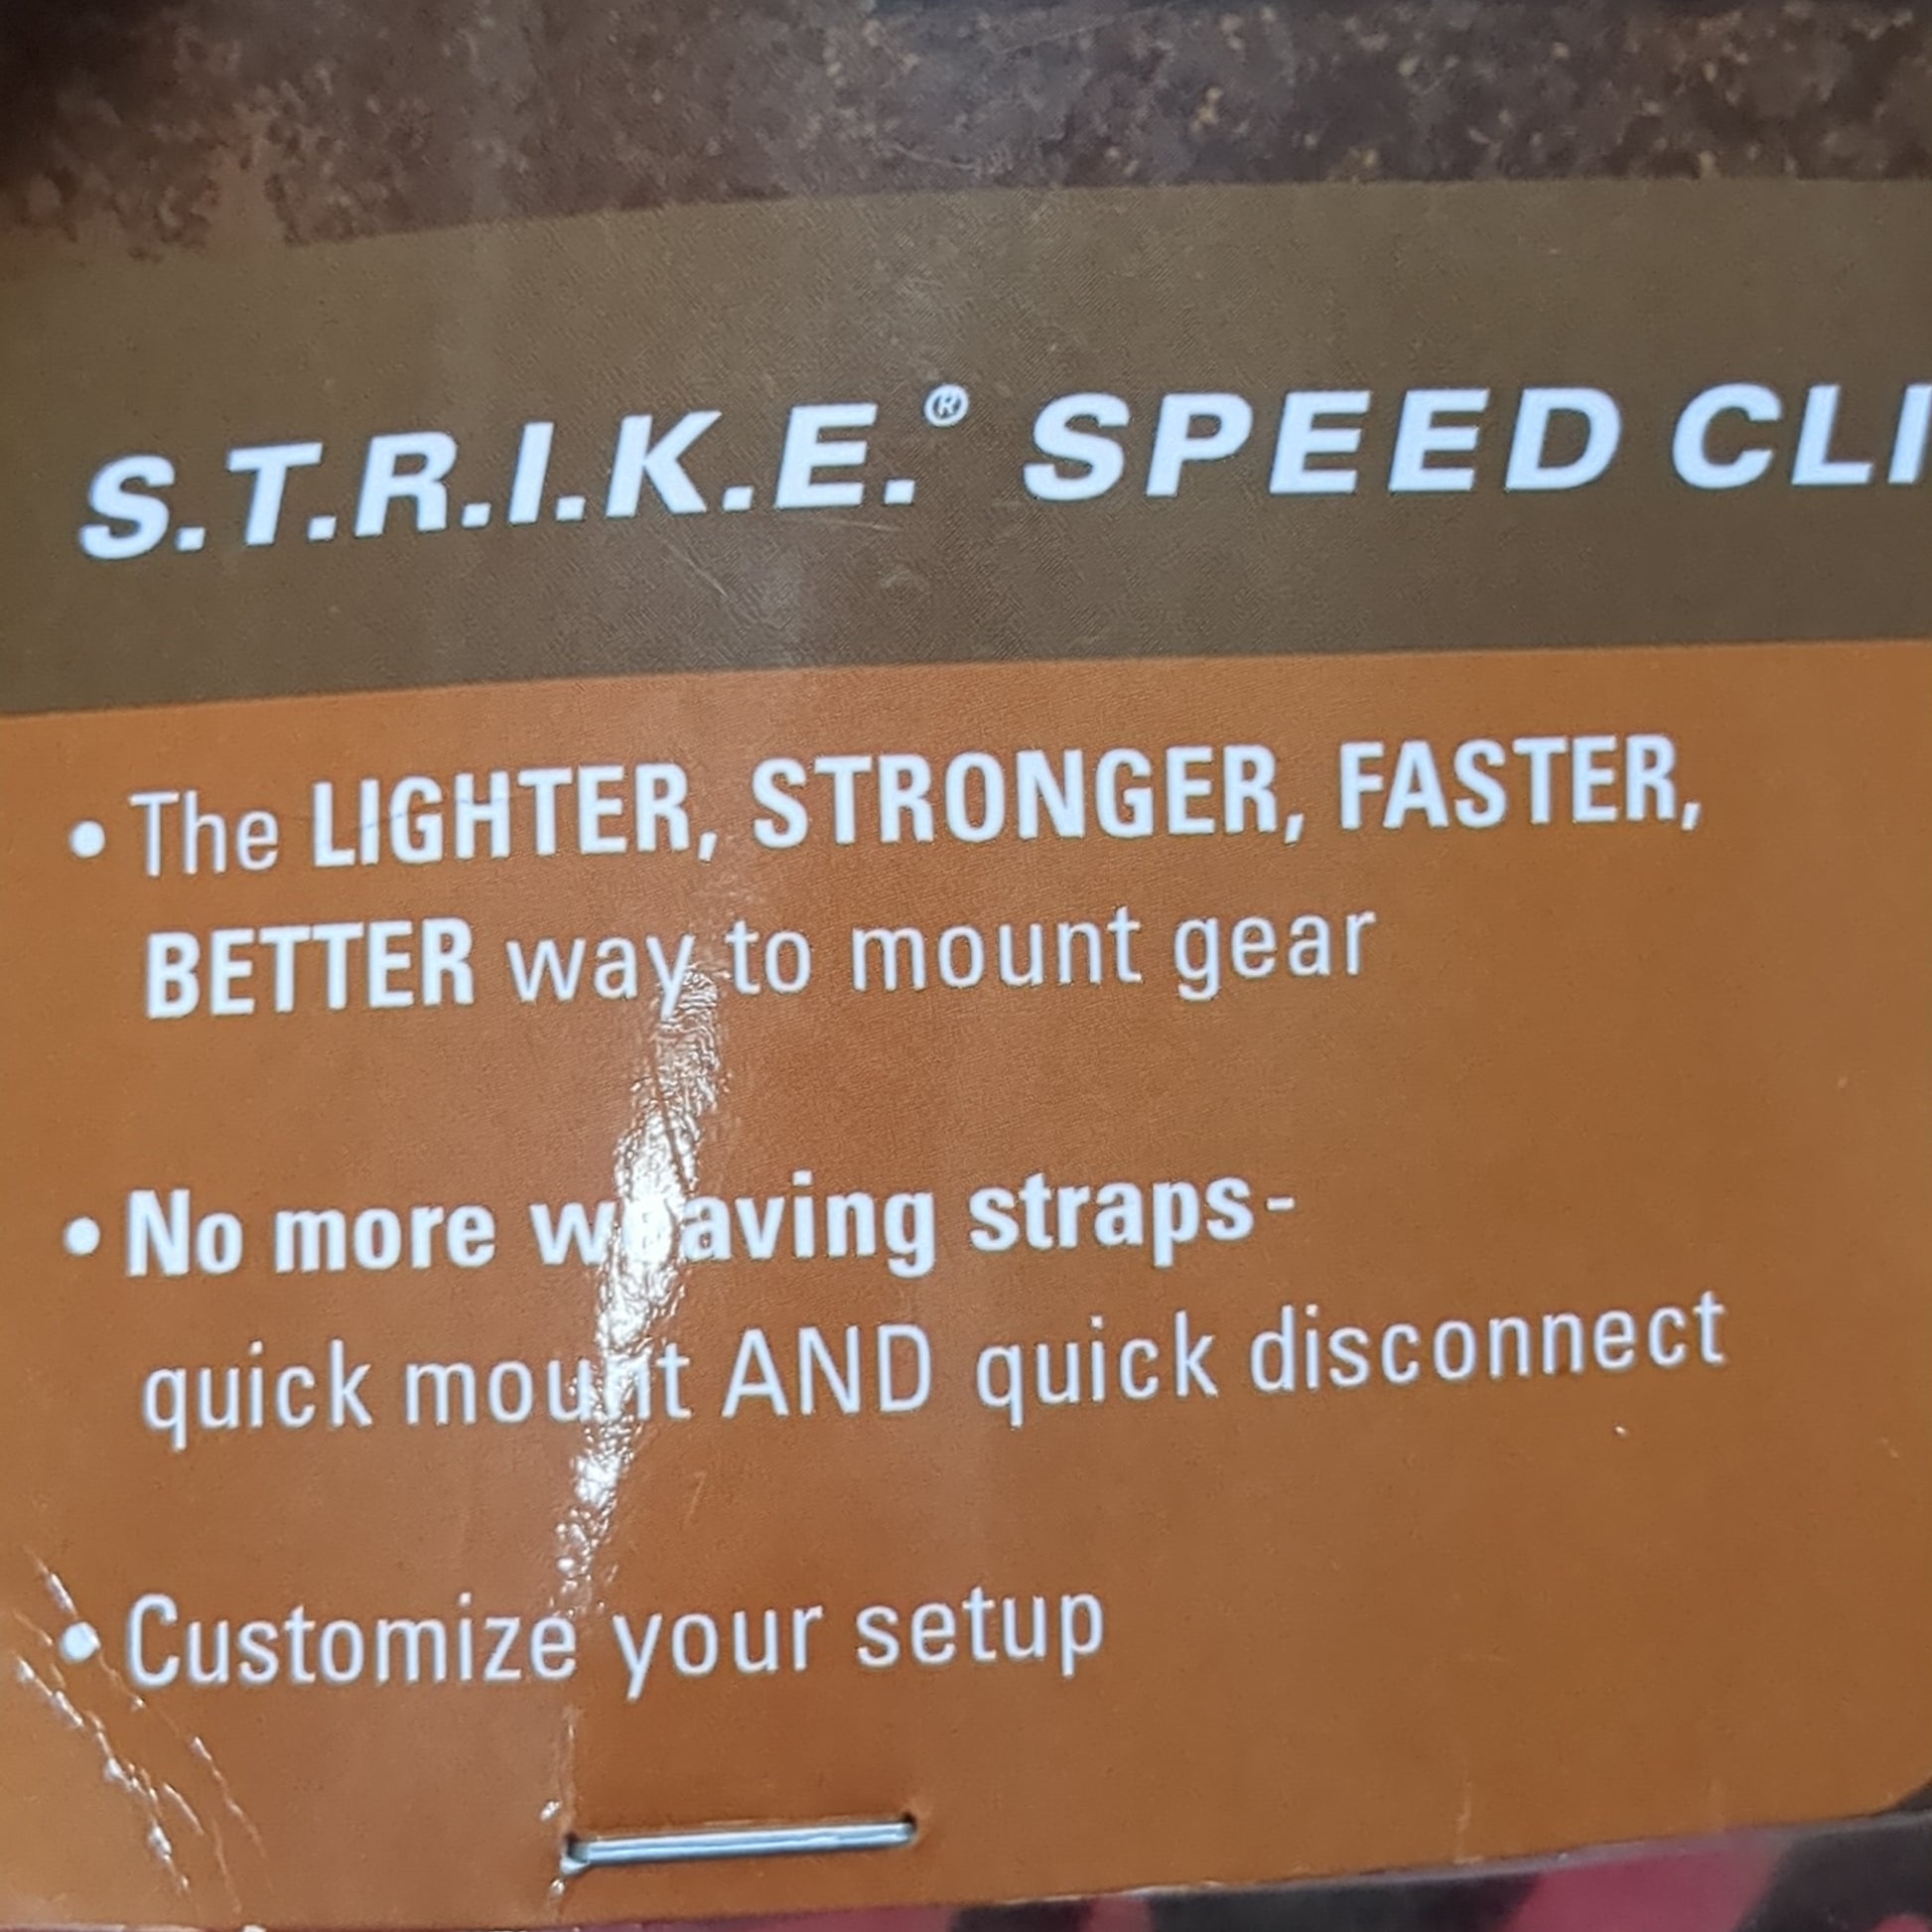 S.T.R.I.K.E.® SPEED CLI
• The LIGHTER, STRONGER, FASTER,
BETTER way to mount gear
• No more weaving straps-
quick mount AND quick disconnect
• Customize your setup